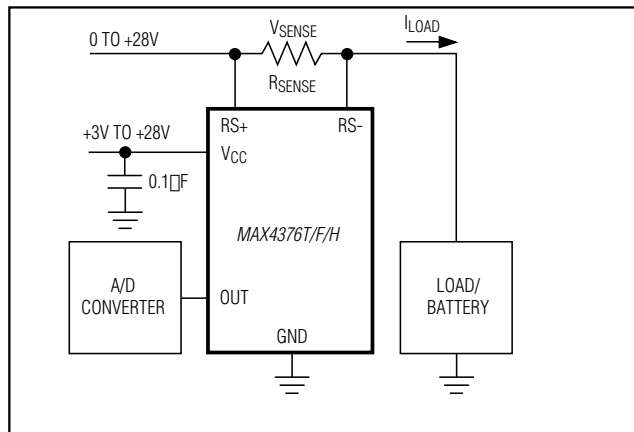 0 TO +28V
VSENSE
ILOAD
RSENSE
RS+
RS-
+3V TO +28V
VCC
0.1▯F
MAX4376T/F/H
A/D
CONVERTER
OUT
LOAD/
BATTERY
GND